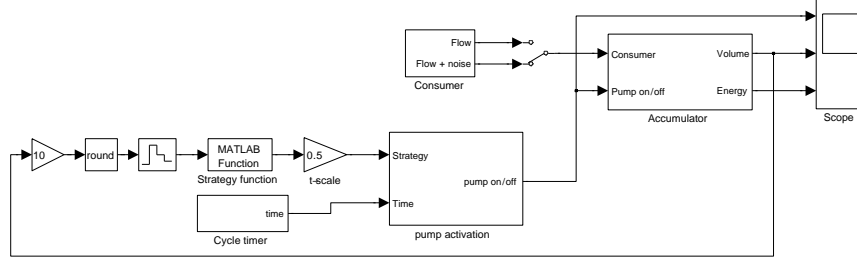 Flow
Flow + noise
Consumer
Consumer
Pump on/off
Volume
Energy
Accumulator
Scope
10
round
MATLAB
Function
Strategy function
0.5
t-scale
Strategy
Time
pump on/off
pump activation
time
Cycle timer